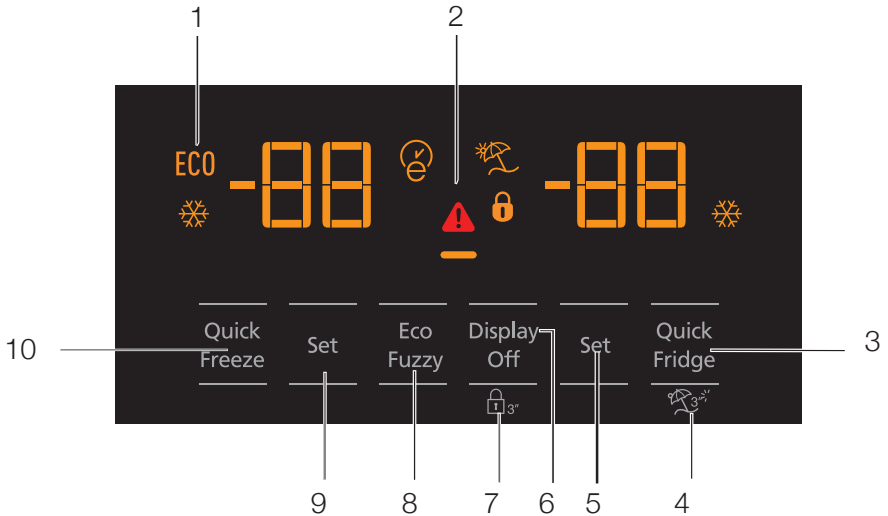 1 2
ECO -88 e -88
Quick Set Eco Display Set Quick
Freeze Fuzzy Off Fridge
10 3
3" 3"
9 8 7 6 5 4